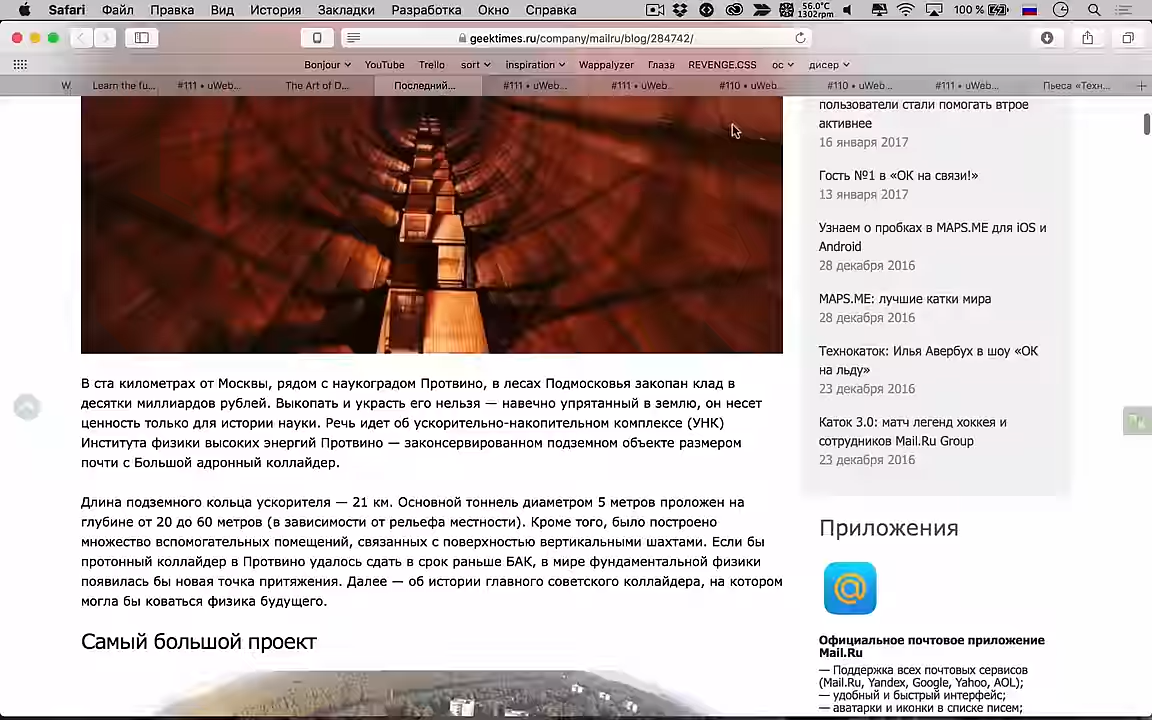 Safari Файл Правка Вид История Закладки Разработка Окно Справка
56.0°C
1302rpm
100 %
geektimes.ru/company/mailru/blog/284742/
Bonjour YouTube Trello sort inspiration Wappalyzer Глаза REVENGE.CSS ос дисер
W Learn the fu... #111 • uWeb... The Art of D... Последний... #111 • uWeb... #111 • uWeb... #110 • uWeb... #110 • uWeb... #111 • uWeb... Пьеса «Техн...
В ста километрах от Москвы, рядом с наукоградом Протвино, в лесах Подмосковья закопан клад в
десятки миллиардов рублей. Выкопать и украсть его нельзя — навечно упрятанный в землю, он несет
ценность только для истории науки. Речь идет об ускорительно-накопительном комплексе (УНК)
Института физики высоких энергий Протвино — законсервированном подземном объекте размером
почти с Большой адронный коллайдер.
Длина подземного кольца ускорителя — 21 км. Основной тоннель диаметром 5 метров проложен на
глубине от 20 до 60 метров (в зависимости от рельефа местности). Кроме того, было построено
множество вспомогательных помещений, связанных с поверхностью вертикальными шахтами. Если бы
протонный коллайдер в Протвино удалось сдать в срок раньше БАК, в мире фундаментальной физики
появилась бы новая точка притяжения. Далее — об истории главного советского коллайдера, на котором
могла бы коваться физика будущего.
Самый большой проект
пользователи стали помогать втрое
активнее
16 января 2017
Гость №1 в «ОК на связи!»
13 января 2017
Узнаем о пробках в MAPS.ME для iOS и
Android
28 декабря 2016
MAPS.ME: лучшие катки мира
28 декабря 2016
Технокаток: Илья Авербух в шоу «ОК
на льду»
23 декабря 2016
Каток 3.0: матч легенд хоккея и
сотрудников Mail.Ru Group
23 декабря 2016
Приложения
Официальное почтовое приложение
Mail.Ru
— Поддержка всех почтовых сервисов
(Mail.Ru, Yandex, Google, Yahoo, AOL);
— удобный и быстрый интерфейс;
— аватарки и иконки в списке писем;